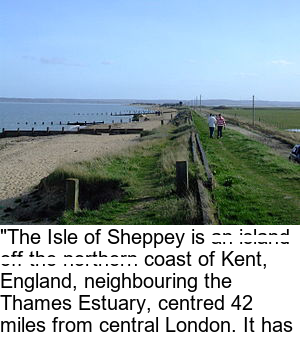 "The Isle of Sheppey is an island
off the northern coast of Kent,
England, neighbouring the
Thames Estuary, centred 42
miles from central London. It has